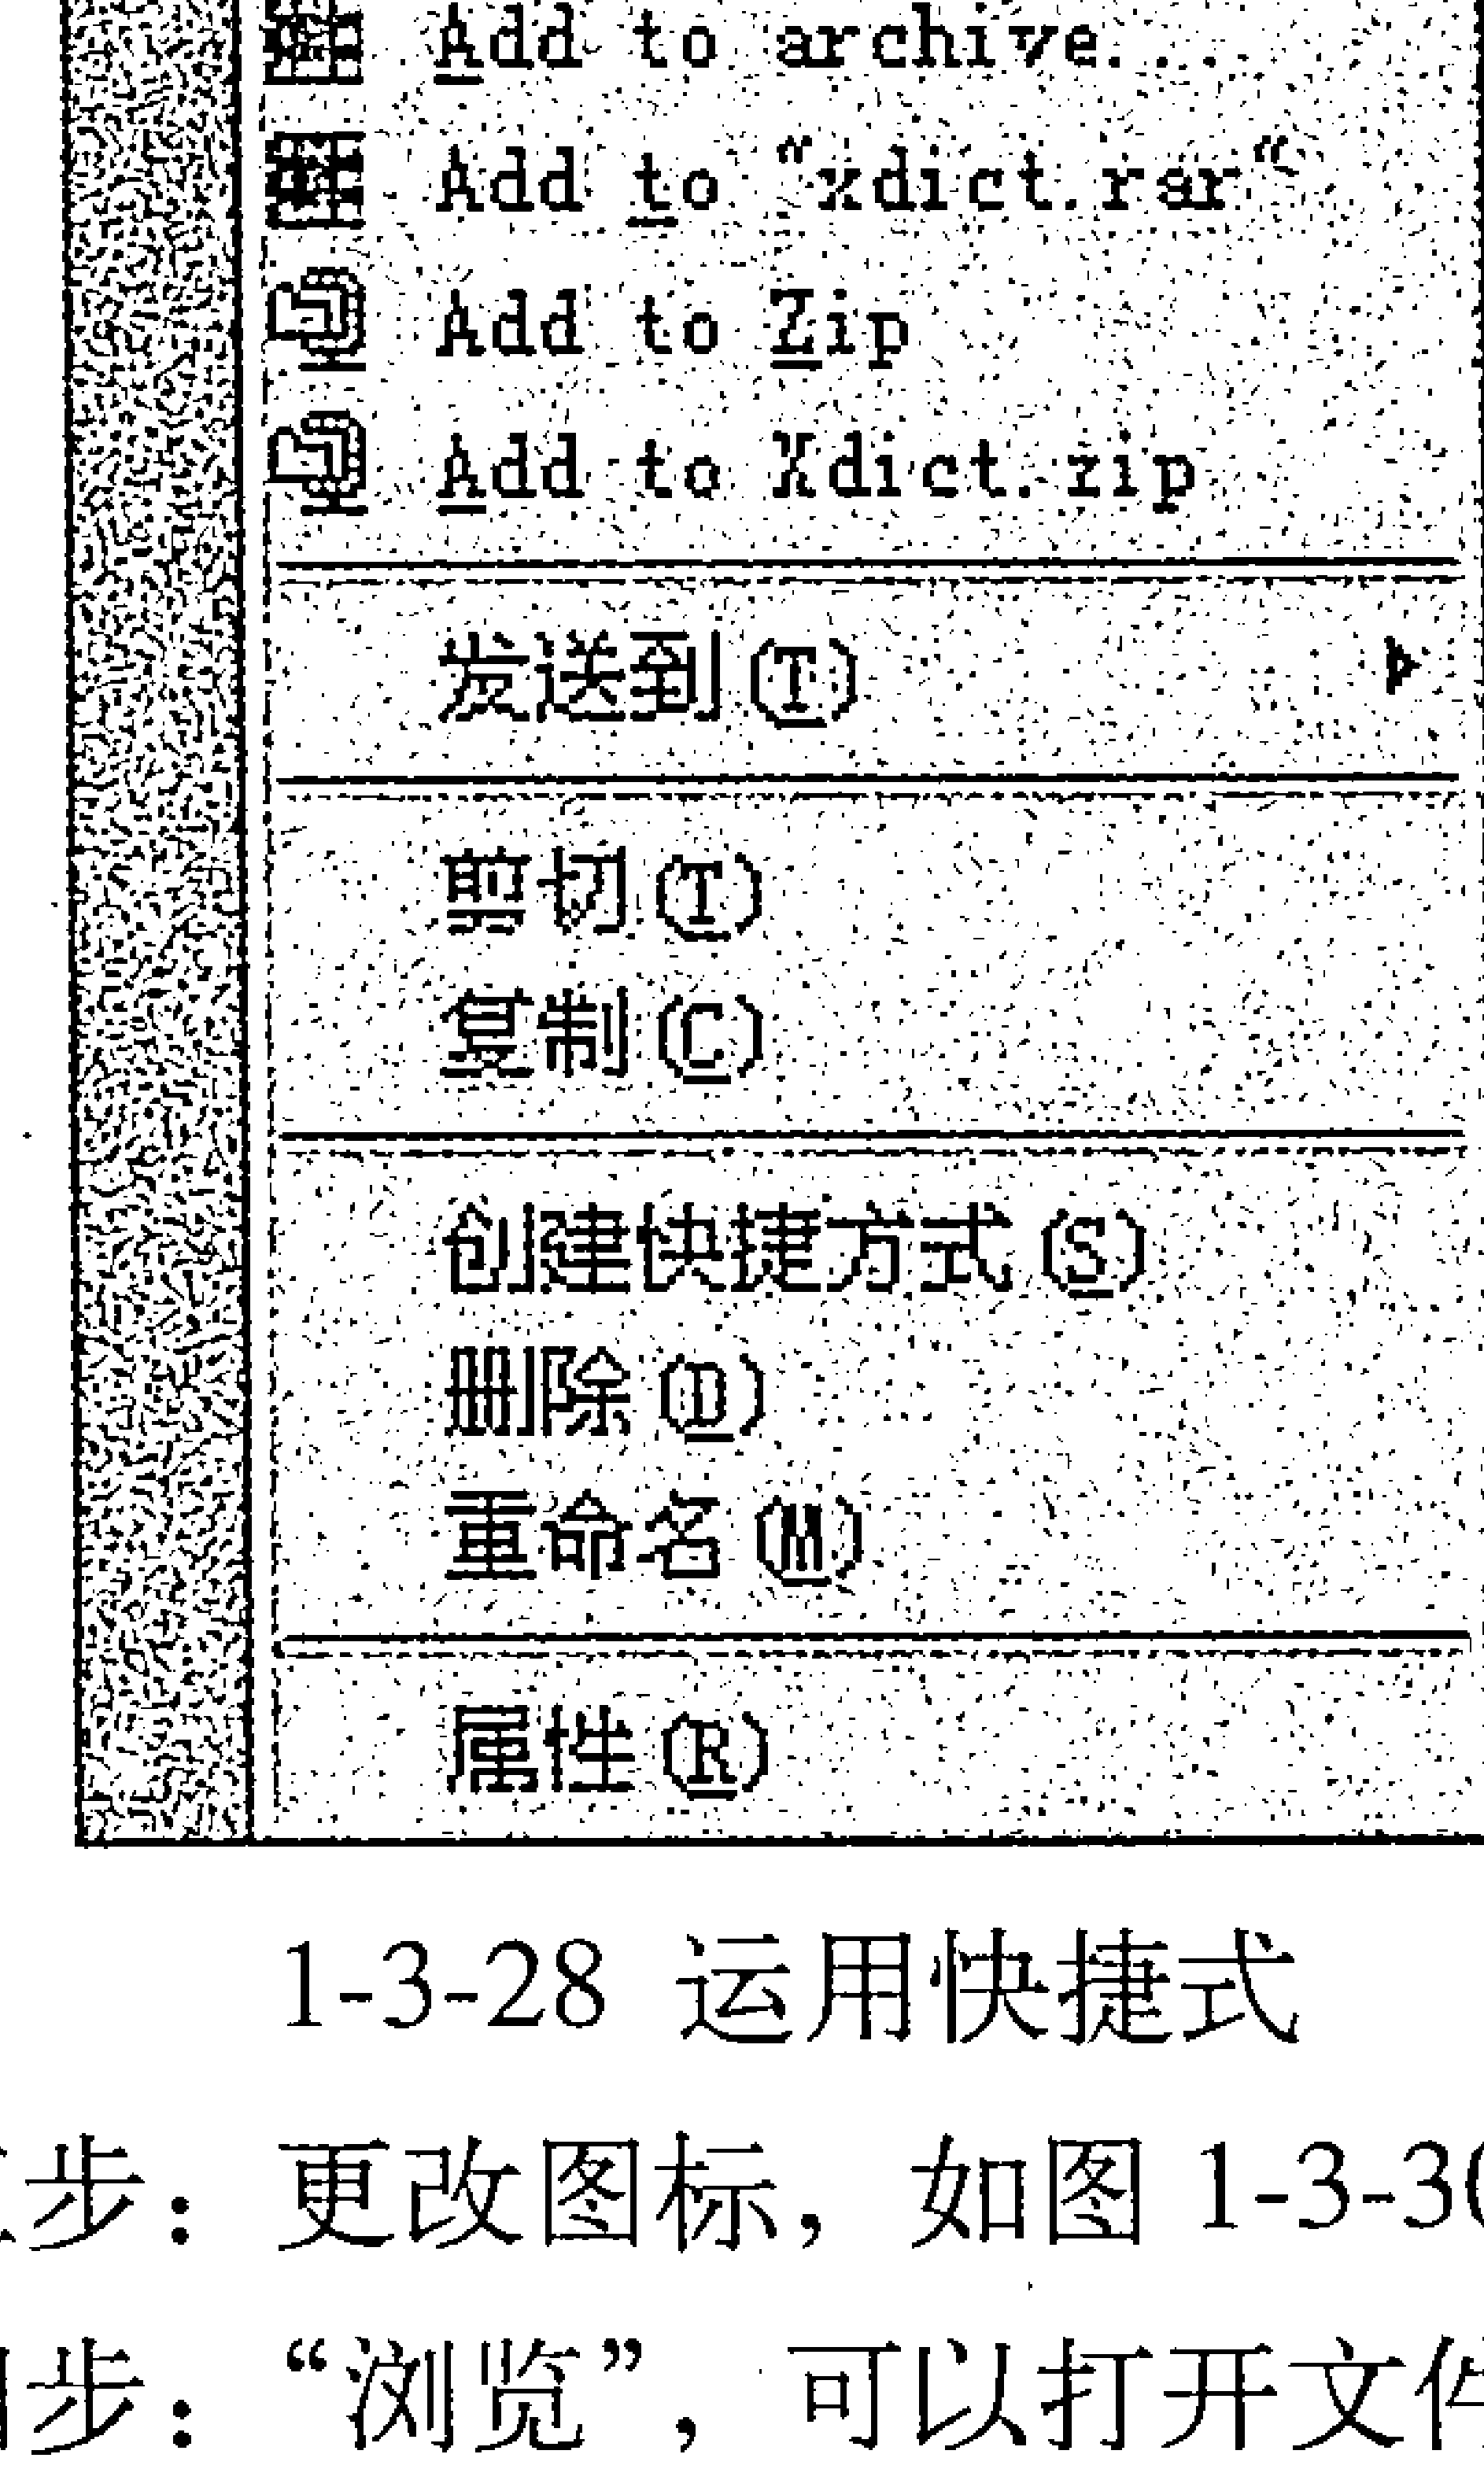 Add to archive...
Add to “xdict.rar“
Add to Zip
Add to Xdict.zip
发送到(T)
剪切(T)
复制(C)
创建快捷方式(S)
删除(D)
重命名(M)
属性(R)
1-3-28 运用快捷式
步：更改图标，如图 1-3-30
步：“浏览”，可以打开文件